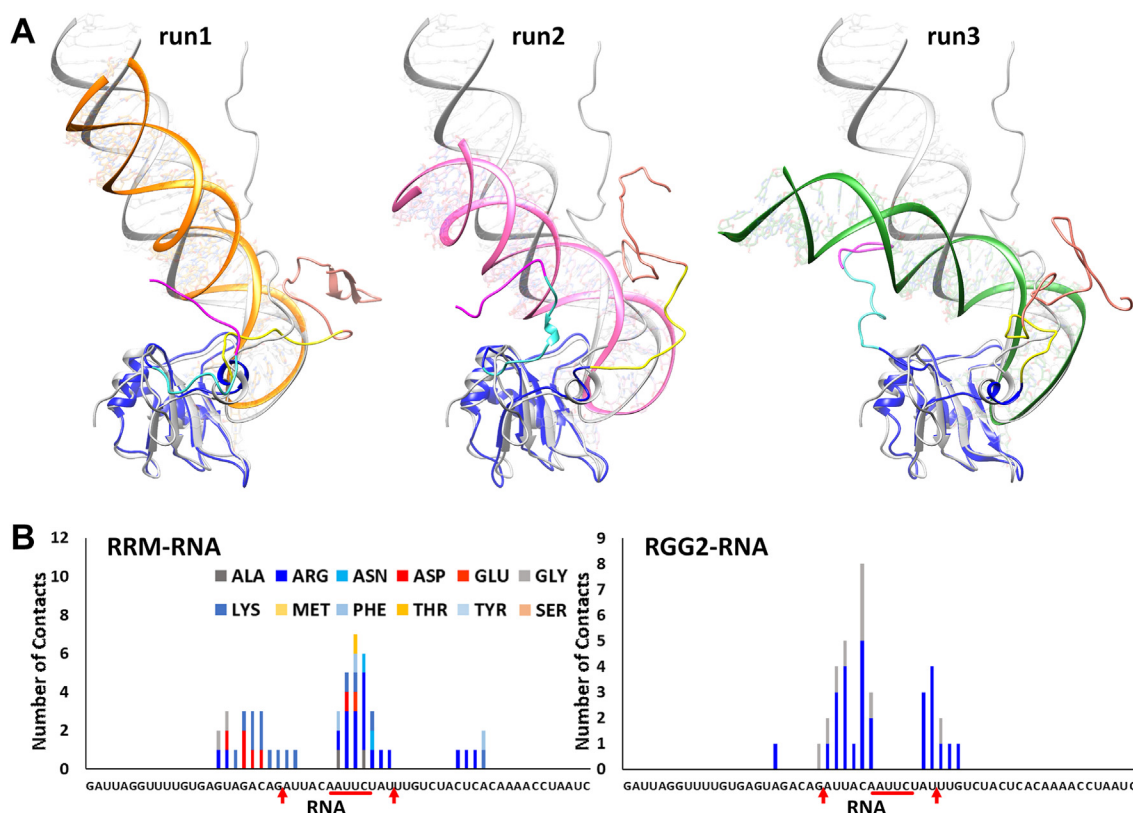 A
run1
run2
run3
B
RRM-RNA
Number of Contacts
12
10
8
6
4
2
0
ALA ARG ASN ASP GLU GLY
LYS MET PHE THR TYR SER
GAUUAGGUUUUGUGAGUAGACAGAUUACAAUUCUAUUUGUCUACUCACAAAACCUAAUC
RNA
RGG2-RNA
Number of Contacts
9
8
7
6
5
4
3
2
1
0
GAUUAGGUUUUGUGAGUAGACAGAUUACAAUUCUAUUUGUCUACUCACAAAACCUAAUC
RNA